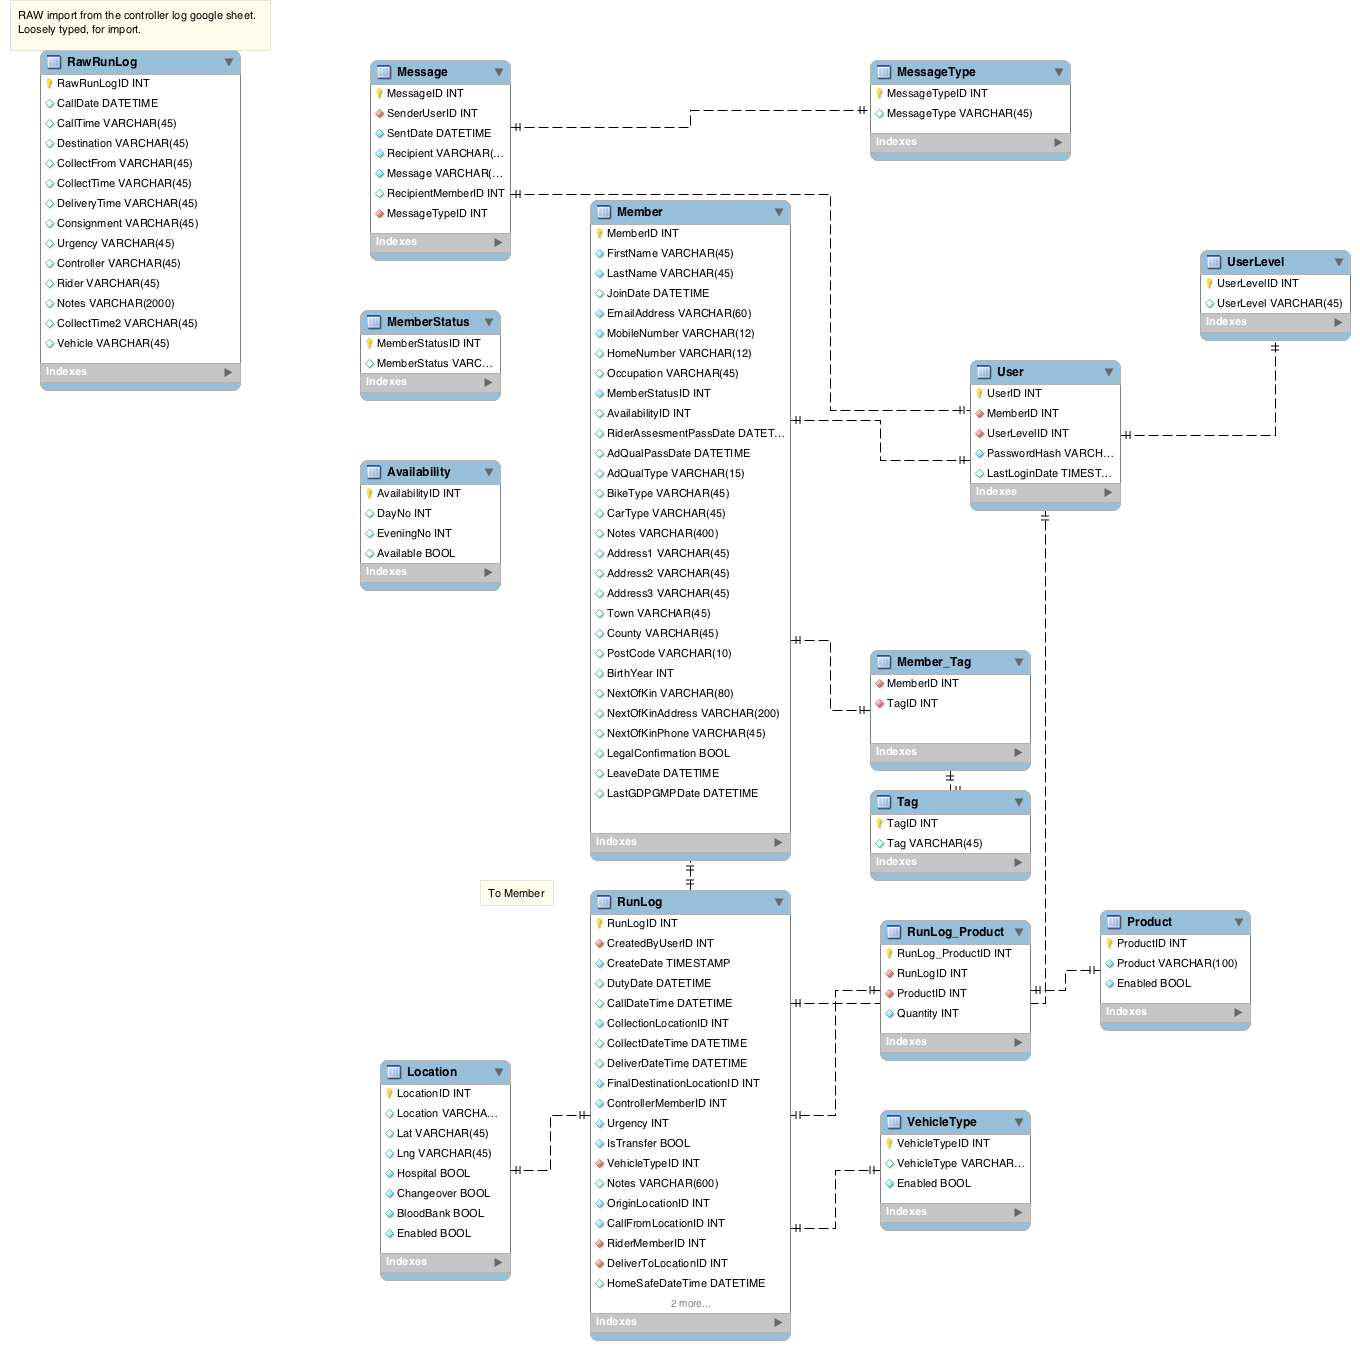 RAW import from the controller log google sheet.
Loosely typed, for import.
RawRunLog
RawRunLogID INT
CallDate DATETIME
CallTime VARCHAR(45)
Destination VARCHAR(45)
CollectFrom VARCHAR(45)
CollectTime VARCHAR(45)
DeliveryTime VARCHAR(45)
Consignment VARCHAR(45)
Urgency VARCHAR(45)
Controller VARCHAR(45)
Rider VARCHAR(45)
Notes VARCHAR(2000)
CollectTime2 VARCHAR(45)
Vehicle VARCHAR(45)
Indexes
Message
MessageID INT
SenderUserID INT
SentDate DATETIME
Recipient VARCHAR(...
Message VARCHAR(...
RecipientMemberID INT
MessageTypeID INT
Indexes
MessageType
MessageTypeID INT
MessageType VARCHAR(45)
Indexes
MemberStatus
MemberStatusID INT
MemberStatus VARC...
Indexes
Availability
AvailabilityID INT
DayNo INT
EveningNo INT
Available BOOL
Indexes
Member
MemberID INT
FirstName VARCHAR(45)
LastName VARCHAR(45)
JoinDate DATETIME
EmailAddress VARCHAR(60)
MobileNumber VARCHAR(12)
HomeNumber VARCHAR(12)
Occupation VARCHAR(45)
MemberStatusID INT
AvailabilityID INT
RiderAssesmentPassDate DATET...
AdQualPassDate DATETIME
AdQualType VARCHAR(15)
BikeType VARCHAR(45)
CarType VARCHAR(45)
Notes VARCHAR(400)
Address1 VARCHAR(45)
Address2 VARCHAR(45)
Address3 VARCHAR(45)
Town VARCHAR(45)
County VARCHAR(45)
PostCode VARCHAR(10)
BirthYear INT
NextOfKin VARCHAR(80)
NextOfKinAddress VARCHAR(200)
NextOfKinPhone VARCHAR(45)
LegalConfirmation BOOL
LeaveDate DATETIME
LastGDPGMPDate DATETIME
Indexes
UserLevel
UserLevelID INT
UserLevel VARCHAR(45)
Indexes
User
UserID INT
MemberID INT
UserLevelID INT
PasswordHash VARCH...
LastLoginDate TIMEST...
Indexes
Member_Tag
MemberID INT
TagID INT
Indexes
Tag
TagID INT
Tag VARCHAR(45)
Indexes
To Member
RunLog
RunLogID INT
CreatedByUserID INT
CreateDate TIMESTAMP
DutyDate DATETIME
CallDateTime DATETIME
CollectionLocationID INT
CollectDateTime DATETIME
DeliverDateTime DATETIME
FinalDestinationLocationID INT
ControllerMemberID INT
Urgency INT
IsTransfer BOOL
VehicleTypeID INT
Notes VARCHAR(600)
OriginLocationID INT
CallFromLocationID INT
RiderMemberID INT
DeliverToLocationID INT
HomeSafeDateTime DATETIME
2 more...
Indexes
RunLog_Product
RunLog_ProductID INT
RunLogID INT
ProductID INT
Quantity INT
Indexes
Product
ProductID INT
Product VARCHAR(100)
Enabled BOOL
Indexes
Location
LocationID INT
Location VARCHA...
Lat VARCHAR(45)
Lng VARCHAR(45)
Hospital BOOL
Changeover BOOL
BloodBank BOOL
Enabled BOOL
Indexes
VehicleType
VehicleTypeID INT
VehicleType VARCHAR...
Enabled BOOL
Indexes